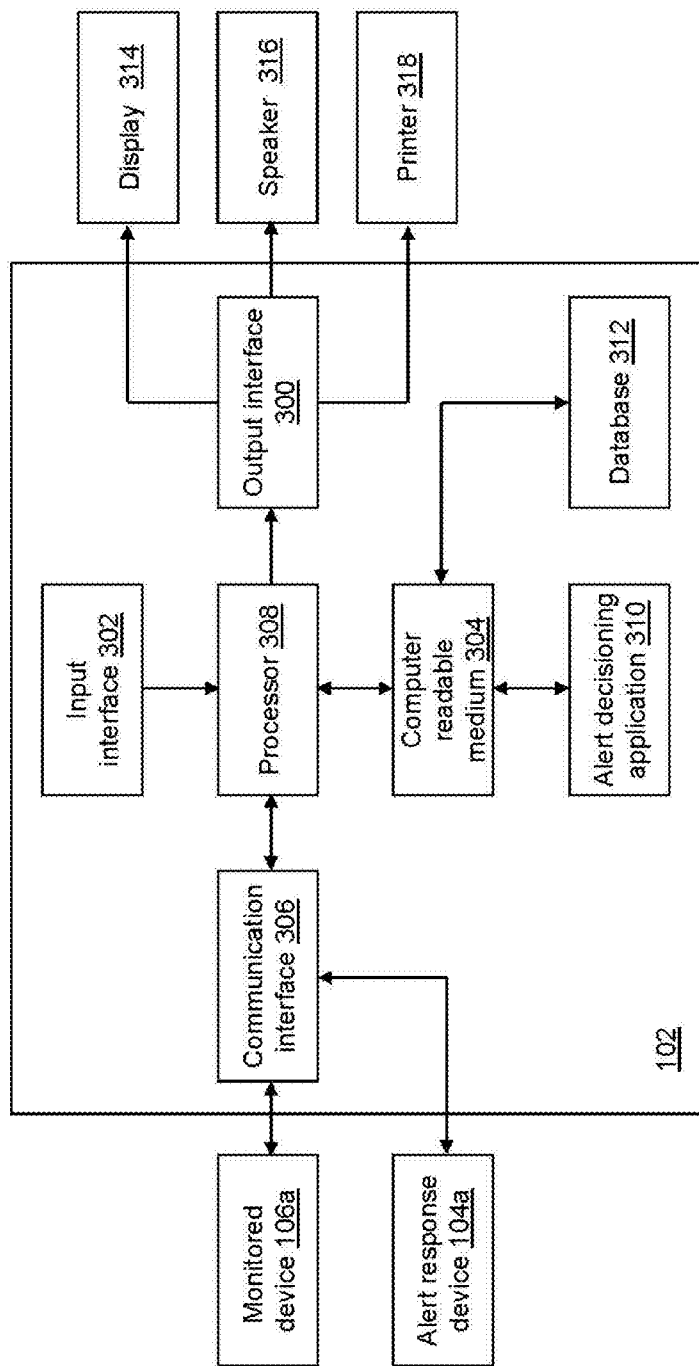 Monitored
device 106a
Alert response
device 104a
Communication
interface 306
102
Input
interface 302
Processor 308
Computer
readable
medium 304
Alert decisioning
application 310
Output interface
300
Database 312
Display 314
Speaker 316
Printer 318